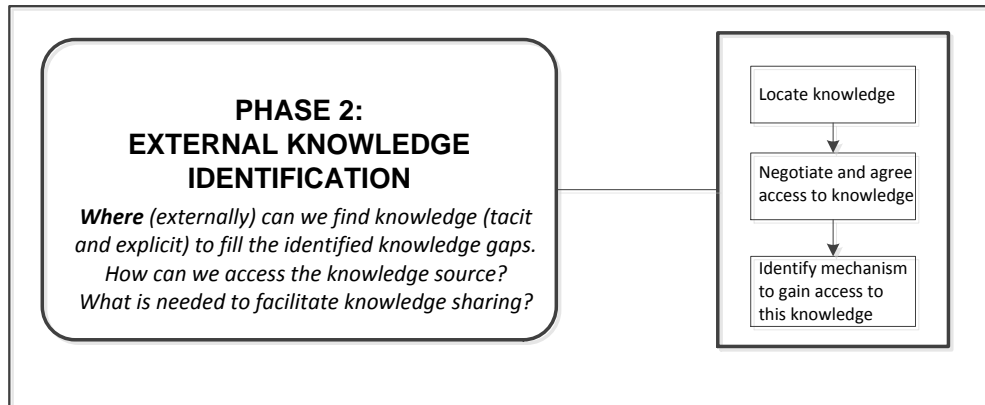 PHASE 2:
EXTERNAL KNOWLEDGE
IDENTIFICATION
Where (externally) can we find knowledge (tacit
and explicit) to fill the identified knowledge gaps.
How can we access the knowledge source?
What is needed to facilitate knowledge sharing?
Locate knowledge
Negotiate and agree
access to knowledge
Identify mechanism
to gain access to
this knowledge